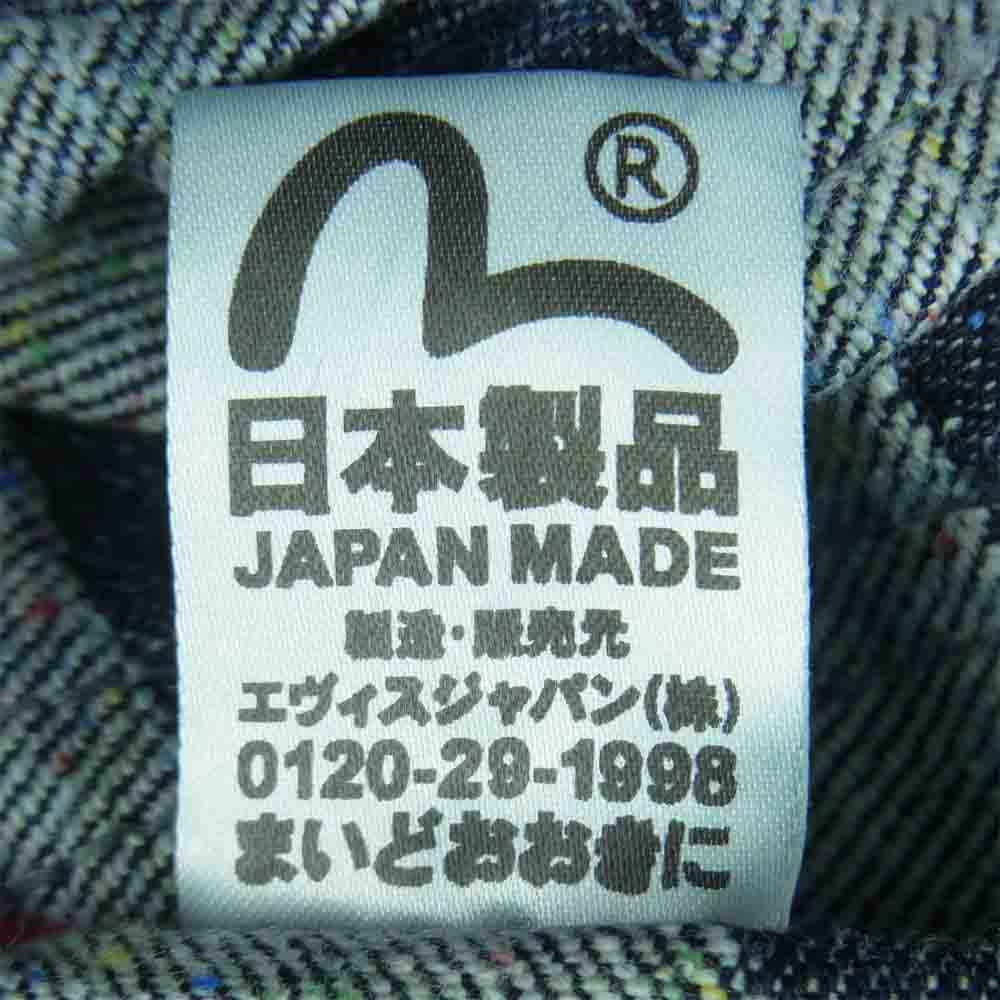 ®
日本製品
JAPAN MADE
製造・販売元
エヴィスジャパン(株)
0120-29-1998
まいどおおきに